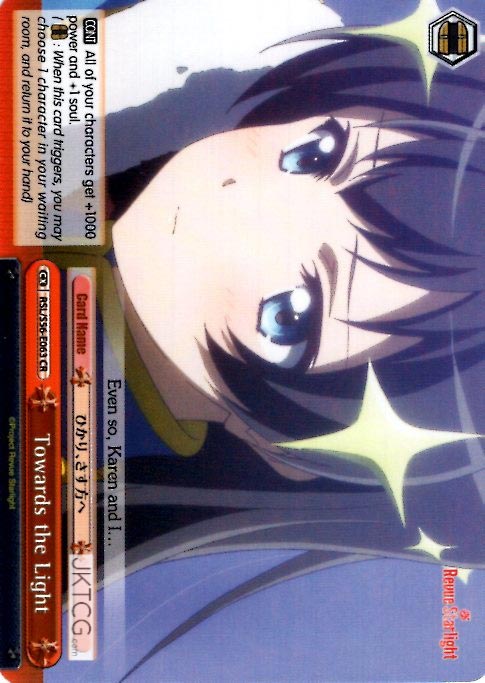 CONT All of your characters get +1000
power and +1 soul.
( : When this card triggers, you may
choose 1 character in your waiting
room, and return it to your hand)
Even so, Karen and I...
Card Name
ひかり、さす方へ
JKTCG.com
CX RSL/S56-E063 CR
Towards the Light
©Project Revue Starlight
Revue Starlight